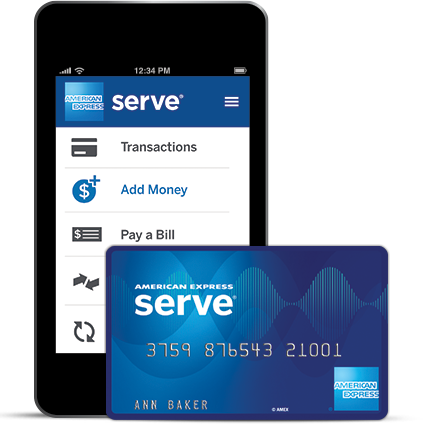 12:34 PM
AMERICAN EXPRESS serve®
Transactions
$ Add Money
$ Pay a Bill
AMERICAN EXPRESS
serve®
3759 876543 21001
AMERICAN EXPRESS
ANN BAKER © AMEX